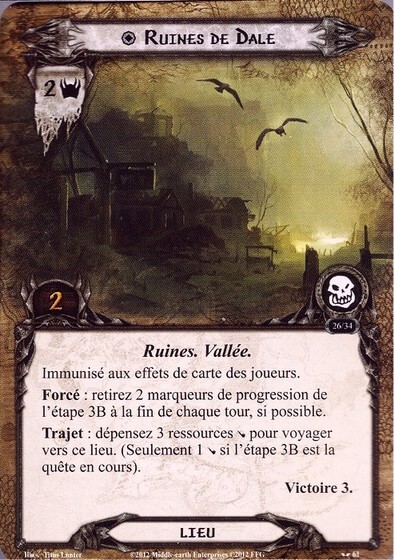 RUINES DE DALE
2
2
26/34
Ruines. Vallée.
Immunisé aux effets de carte des joueurs.
Forcé : retirez 2 marqueurs de progression de
l'étape 3B à la fin de chaque tour, si possible.
Trajet : dépensez 3 ressources pour voyager
vers ce lieu. (Seulement 1 si l'étape 3B est la
quête en cours).
Victoire 3.
LIEU
©2012 Middle-earth Enterprises ©2012 FFG
61